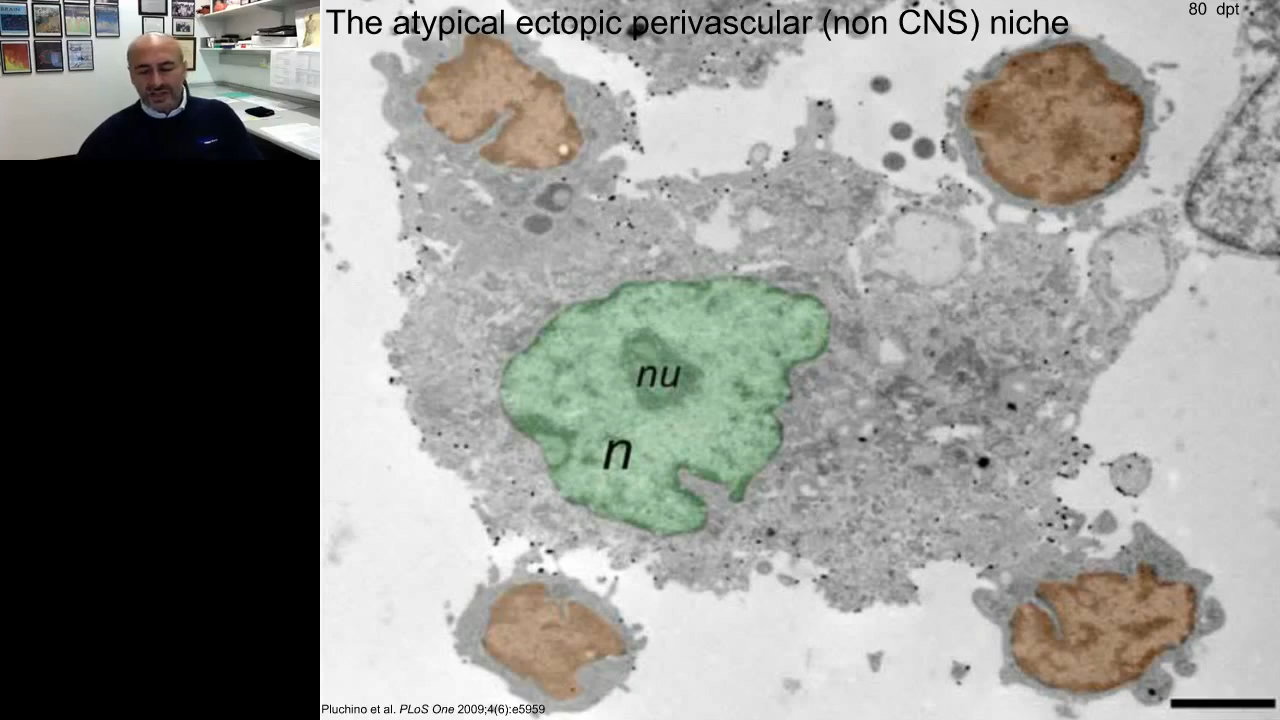 The atypical ectopic perivascular (non CNS) niche
80 dpt
nu
n
Pluchino et al. PLoS One 2009;4(6):e5959